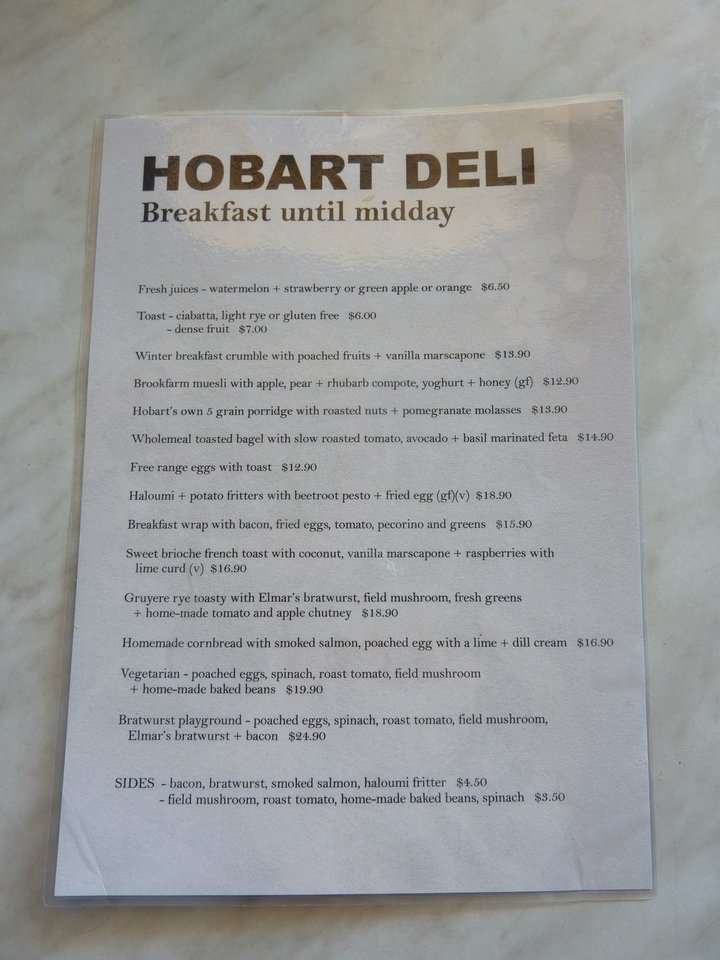 HOBART DELI
Breakfast until midday
Fresh juices - watermelon + strawberry or green apple or orange $6.50
Toast - ciabatta, light rye or gluten free $6.00
- dense fruit $7.00
Winter breakfast crumble with poached fruits + vanilla marscapone $13.90
Brookfarm muesli with apple, pear + rhubarb compote, yoghurt + honey (gf) $12.90
Hobart's own 5 grain porridge with roasted nuts + pomegranate molasses $13.90
Wholemeal toasted bagel with slow roasted tomato, avocado + basil marinated feta $14.90
Free range eggs with toast $12.90
Haloumi + potato fritters with beetroot pesto + fried egg (gf)(v) $18.90
Breakfast wrap with bacon, fried eggs, tomato, pecorino and greens $15.90
Sweet brioche french toast with coconut, vanilla marscapone + raspberries with
lime curd (v) $16.90
Gruyere rye toasty with Elmar's bratwurst, field mushroom, fresh greens
+ home-made tomato and apple chutney $18.90
Homemade cornbread with smoked salmon, poached egg with a lime + dill cream $16.90
Vegetarian - poached eggs, spinach, roast tomato, field mushroom
+ home-made baked beans $19.90
Bratwurst playground - poached eggs, spinach, roast tomato, field mushroom,
Elmar's bratwurst + bacon $24.90
SIDES - bacon, bratwurst, smoked salmon, haloumi fritter $4.50
- field mushroom, roast tomato, home-made baked beans, spinach $3.50